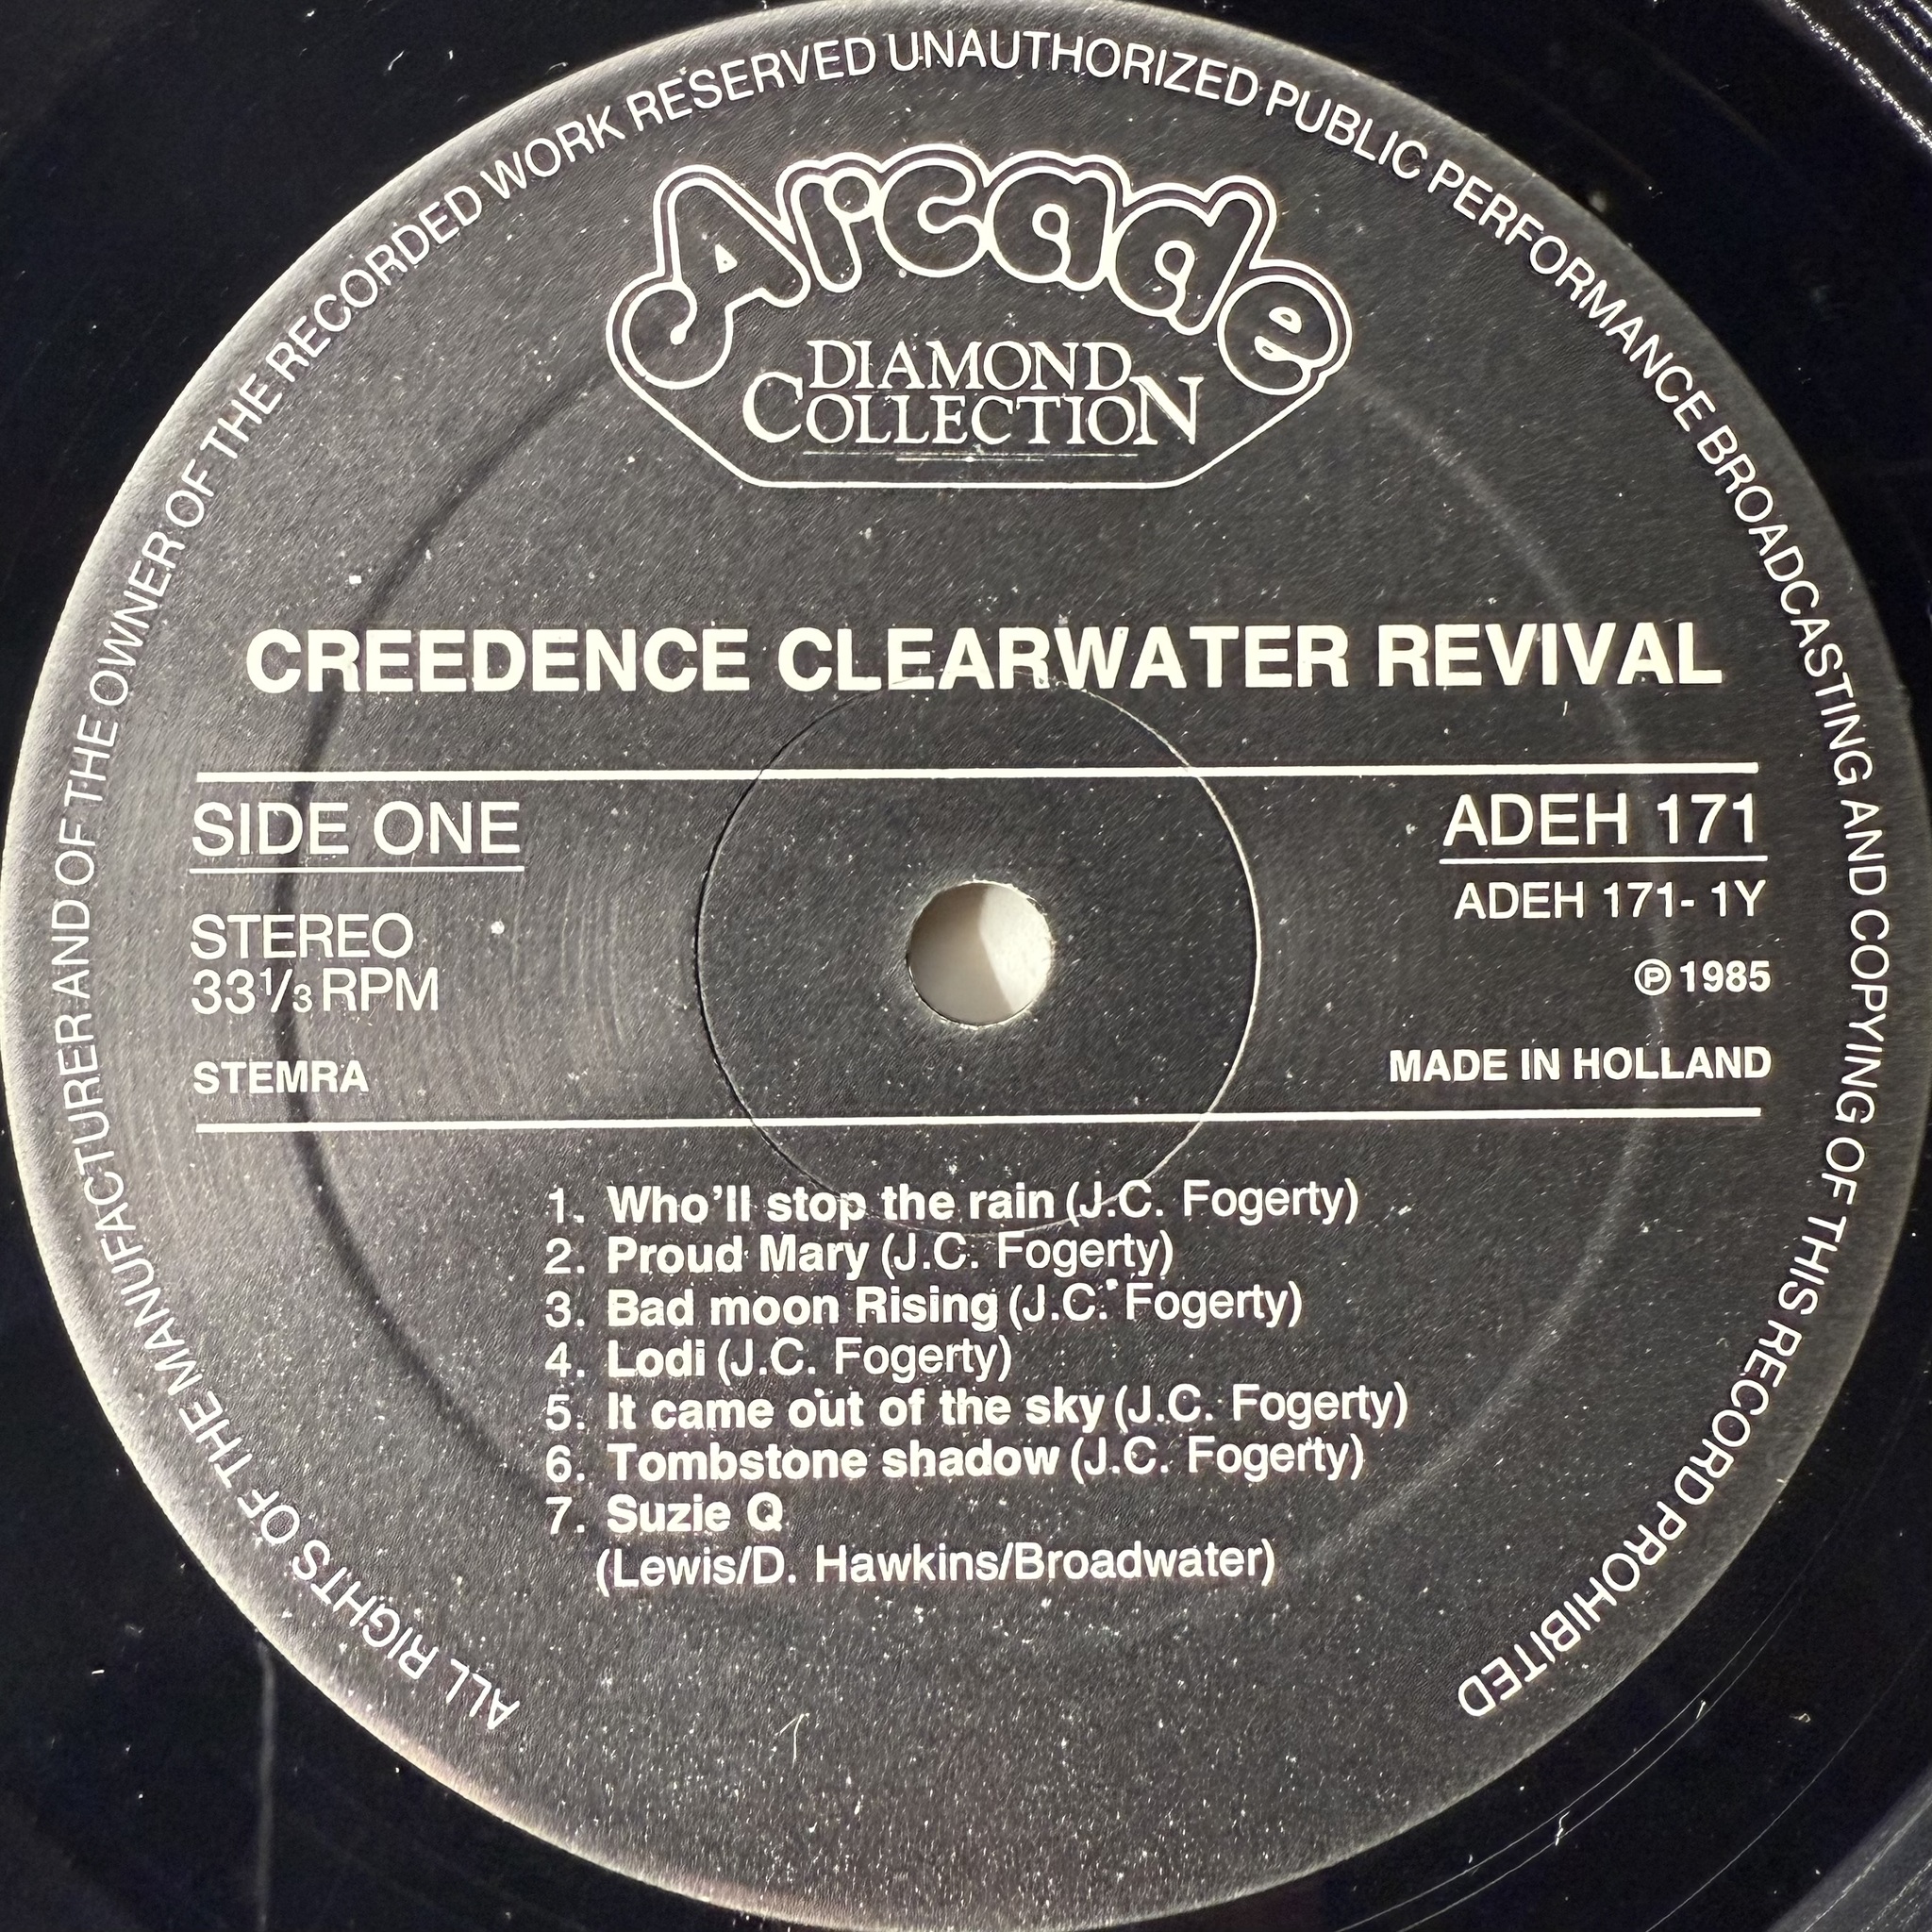 ALL RIGHTS OF THE MANUFACTURER AND OF THE OWNER OF THE RECORDED WORK RESERVED UNAUTHORIZED PUBLIC PERFORMANCE BROADCASTING AND COPYING OF THIS RECORD PROHIBITED
Arcade
DIAMOND
COLLECTION
CREEDENCE CLEARWATER REVIVAL
SIDE ONE
ADEH 171
ADEH 171- 1Y
STEREO
33 1/3 RPM
℗ 1985
STEMRA
MADE IN HOLLAND
1. Who'll stop the rain (J.C. Fogerty)
2. Proud Mary (J.C. Fogerty)
3. Bad moon Rising (J.C. Fogerty)
4. Lodi (J.C. Fogerty)
5. It came out of the sky (J.C. Fogerty)
6. Tombstone shadow (J.C. Fogerty)
7. Suzie Q
(Lewis/D. Hawkins/Broadwater)